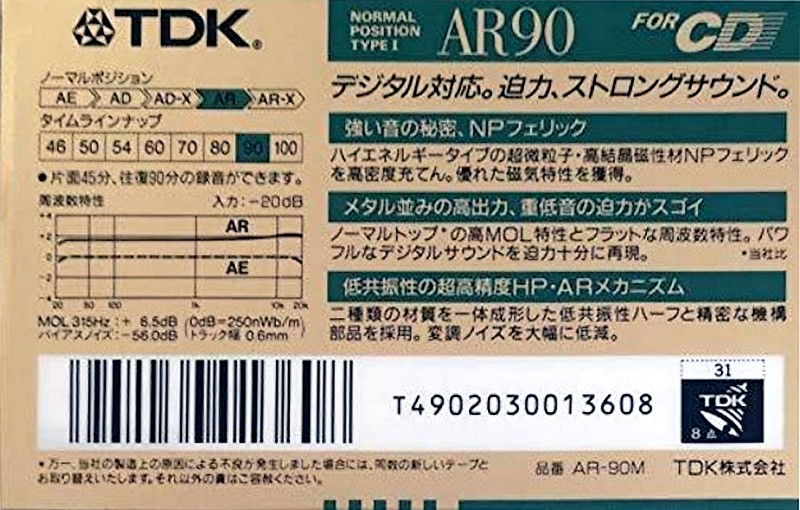 TDK®
NORMAL
POSITION
TYPE I
AR90
FOR CD
ノーマルポジション
AE AD AD-X AR AR-X
タイムラインナップ
46 50 54 60 70 80 90 100
●片面45分、往復90分の録音ができます。
周波数特性 入力:-20dB
+4
+2
0
-2
-4
AR
AE
20 50 100 1k 10k 20k
MOL 315Hz:+ 6.5dB (0dB=250nWb/m)
バイアスノイズ:-56.0dB (トラック幅 0.6mm)
デジタル対応。迫力、ストロングサウンド。
強い音の秘密、NPフェリック
ハイエネルギータイプの超微粒子・高結晶磁性材NPフェリック
を高密度充てん。優れた磁気特性を獲得。
メタル並みの高出力、重低音の迫力がスゴイ
ノーマルトップ*の高MOL特性とフラットな周波数特性。パワ
フルなデジタルサウンドを迫力十分に再現。 *当社比
低共振性の超高精度HP・ARメカニズム
二種類の材質を一体成形した低共振性ハーフと精密な機構
部品を採用。変調ノイズを大幅に低減。
T4902030013608
31
TDK
8点
*万一、当社の製造上の原因による不良が発生しました場合には、同数の新しいテープと
お取り替えいたします。それ以外の責はご容赦ください。
品番 AR-90M TDK株式会社